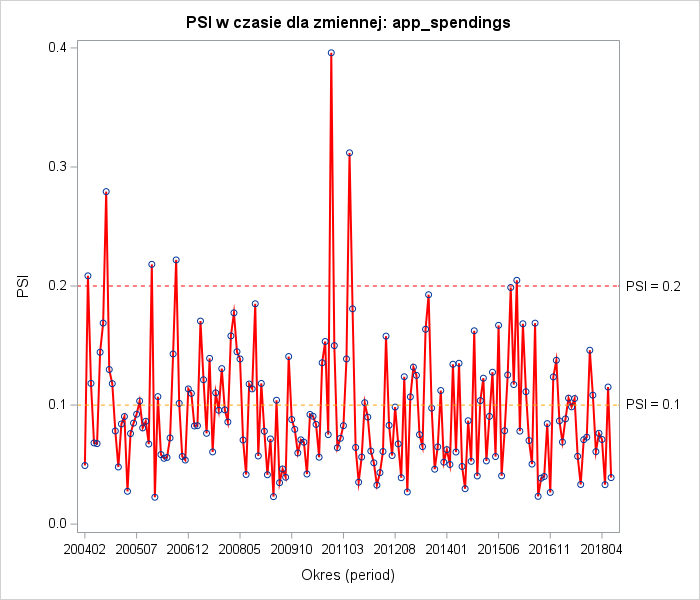 PSI w czasie dla zmiennej: app_spendings
0.4
0.3
0.2
0.1
0.0
PSI
PSI = 0.2
PSI = 0.1
200402 200507 200612 200805 200910 201103 201208 201401 201506 201611 201804
Okres (period)